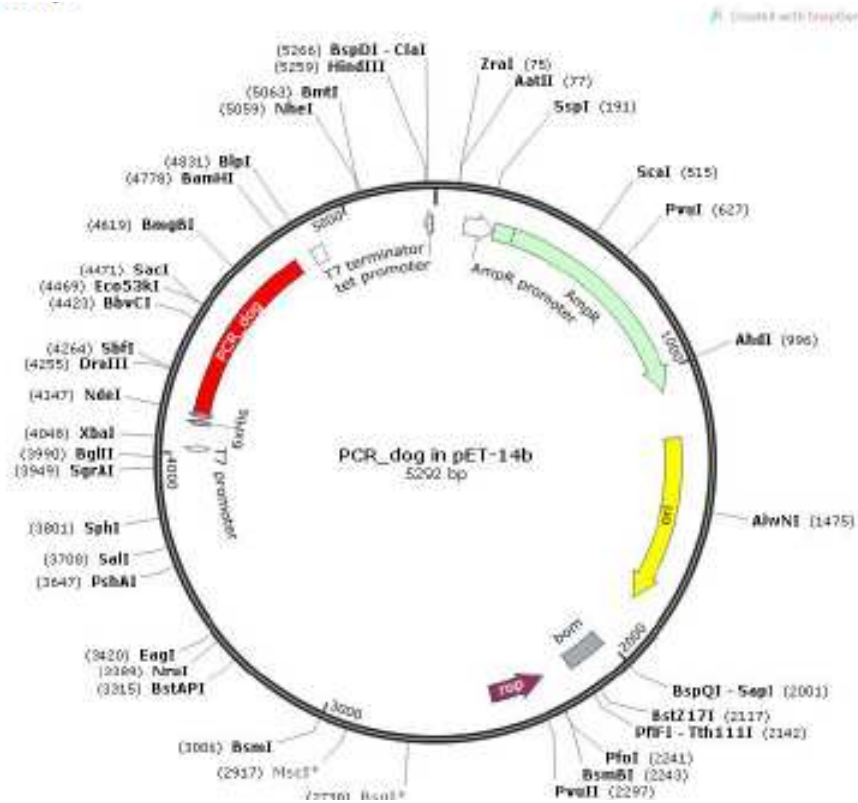 Created with SnapGene
(5266) BspDI - ClaI
(5259) HindIII
(5063) BmtI
(5059) NheI
(4831) BlpI
(4778) BamHI
(4619) BmgBI
(4471) SacI
(4469) Eco53kI
(4423) BbvCI
(4264) SbfI
(4255) DraIII
(4147) NdeI
(4048) XbaI
(3990) BglII
(3949) SgrAI
(3801) SphI
(3708) SalI
(3647) PshAI
(3420) EagI
(3389) NruI
(3315) BstAPI
(3006) BsmI
(2917) MscI*
ZraI (75)
AatII (77)
SspI (191)
ScaI (515)
PvuI (627)
AhdI (996)
AlwNI (1475)
BspQI - SapI (2001)
BstZ17I (2117)
PflFI - Tth111I (2142)
PfoI (2241)
BsmBI (2243)
PvuII (2297)
1000
2000
3000
4000
5000
T7 terminator
tet promoter
AmpR promoter
AmpR
ori
bom
rop
T7 promoter
6xHis
PCR_dog
PCR_dog in pET-14b
5292 bp